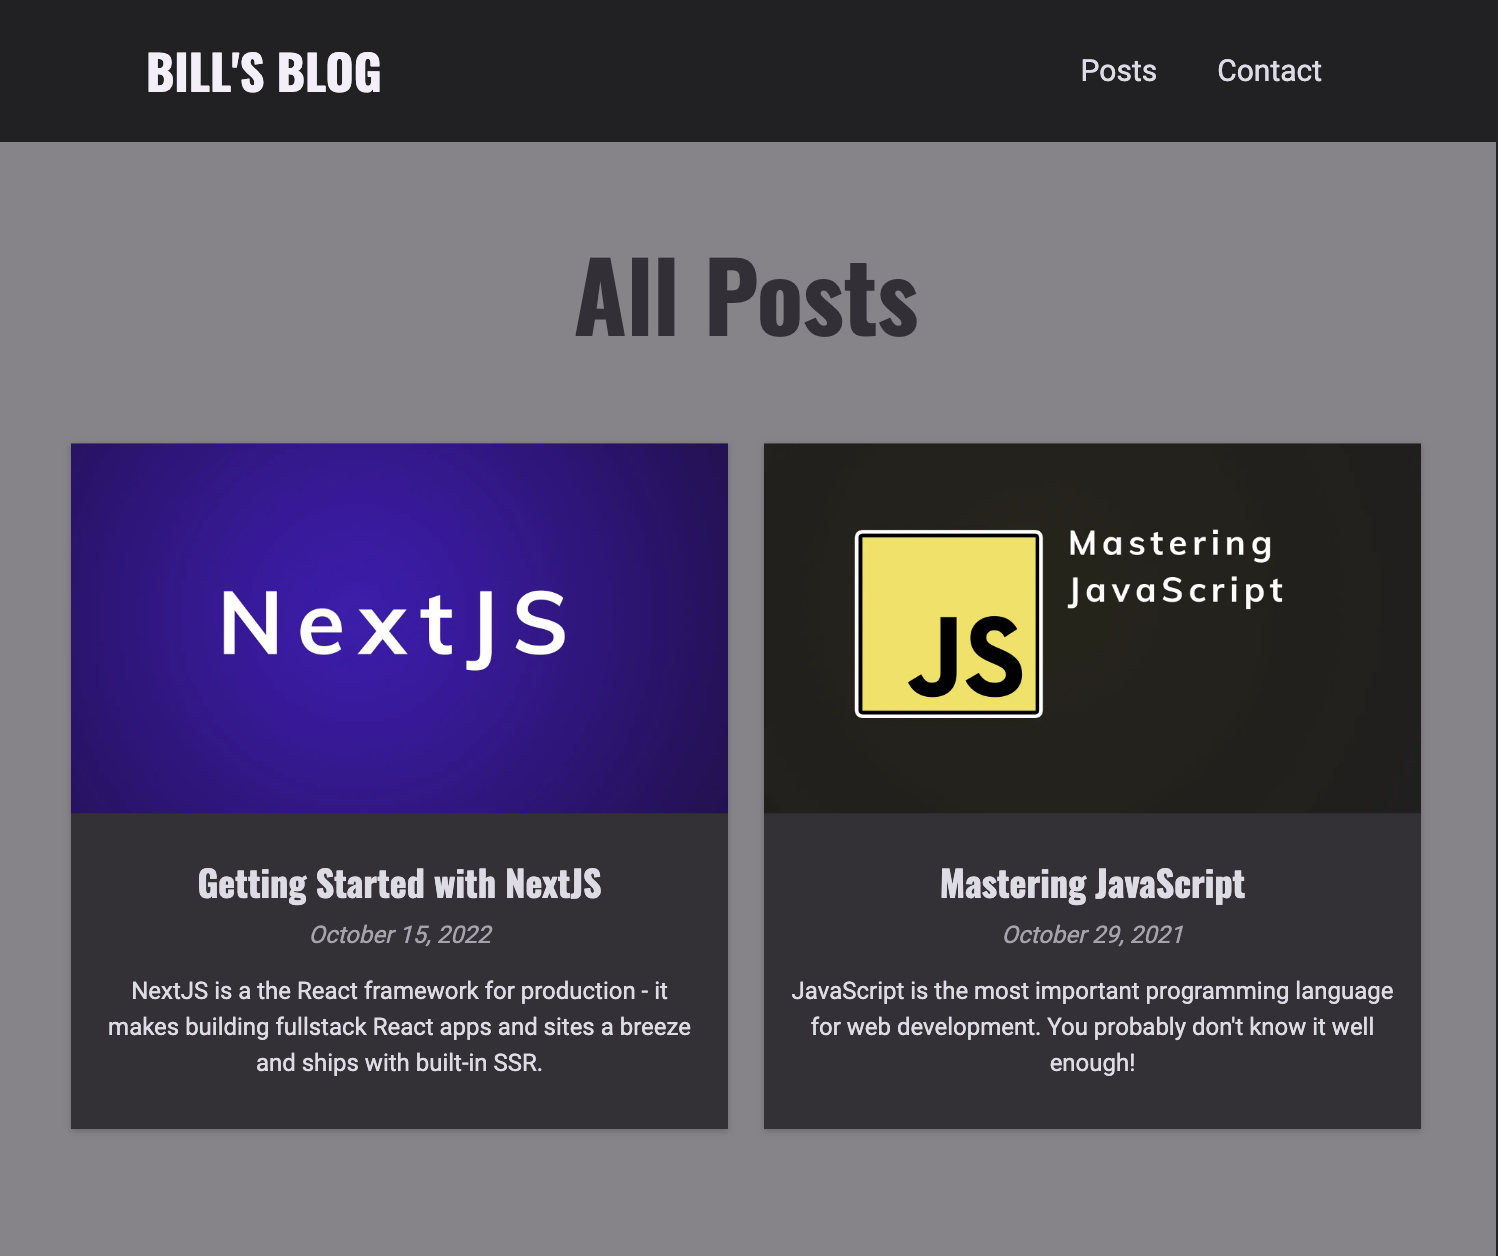 BILL'S BLOG
Posts
Contact
All Posts
NextJS
Getting Started with NextJS
October 15, 2022
NextJS is a the React framework for production - it
makes building fullstack React apps and sites a breeze
and ships with built-in SSR.
JS
Mastering
JavaScript
Mastering JavaScript
October 29, 2021
JavaScript is the most important programming language
for web development. You probably don't know it well
enough!